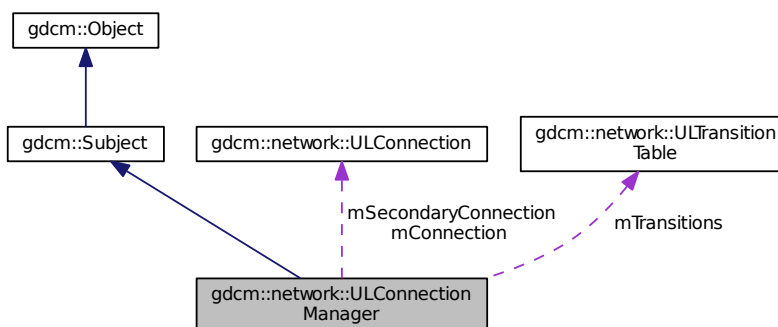 gdcm::Object
gdcm::Subject
gdcm::network::ULConnection
gdcm::network::ULTransition
Table
mSecondaryConnection
mConnection
mTransitions
gdcm::network::ULConnection
Manager